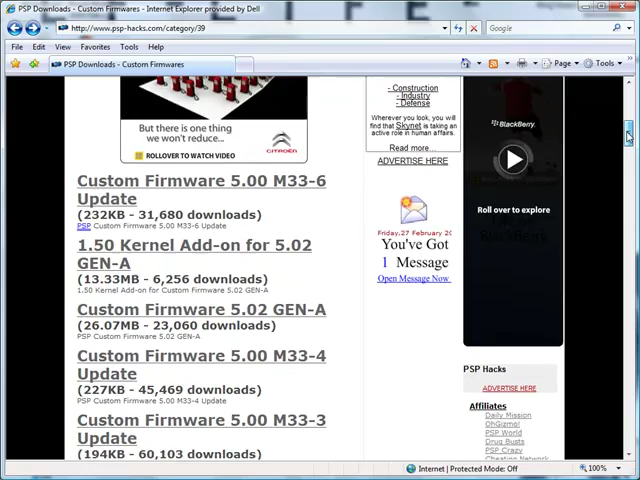 PSP Downloads - Custom Firmwares - Internet Explorer provided by Dell
http://www.psp-hacks.com/category/39
Google
File Edit View Favorites Tools Help
PSP Downloads - Custom Firmwares
Page
Tools
But there is one thing
we won't reduce...
ROLLOVER TO WATCH VIDEO
CITROËN
Custom Firmware 5.00 M33-6
Update
(232KB - 31,680 downloads)
PSP Custom Firmware 5.00 M33-6 Update
1.50 Kernel Add-on for 5.02
GEN-A
(13.33MB - 6,256 downloads)
1.50 Kernel Add-on for Custom Firmware 5.02 GEN-A
Custom Firmware 5.02 GEN-A
(26.07MB - 23,060 downloads)
PSP Custom Firmware 5.02 GEN-A
Custom Firmware 5.00 M33-4
Update
(227KB - 45,469 downloads)
PSP Custom Firmware 5.00 M33-4 Update
Custom Firmware 5.00 M33-3
Update
(194KB - 60,103 downloads)
- Construction
- Industry
- Defense
Wherever you look, you will
find that Skynet is taking an
active role in human affairs.
Read more...
ADVERTISE HERE
Friday,27 February 20
You've Got
1 Message
Open Message Now
BlackBerry.
Roll over to explore
PSP Hacks
ADVERTISE HERE
Affiliates
Daily Mission
OhGizmo!
PSP World
Drug Busts
PSP Crazy
Cheating Network
Internet | Protected Mode: Off
100%